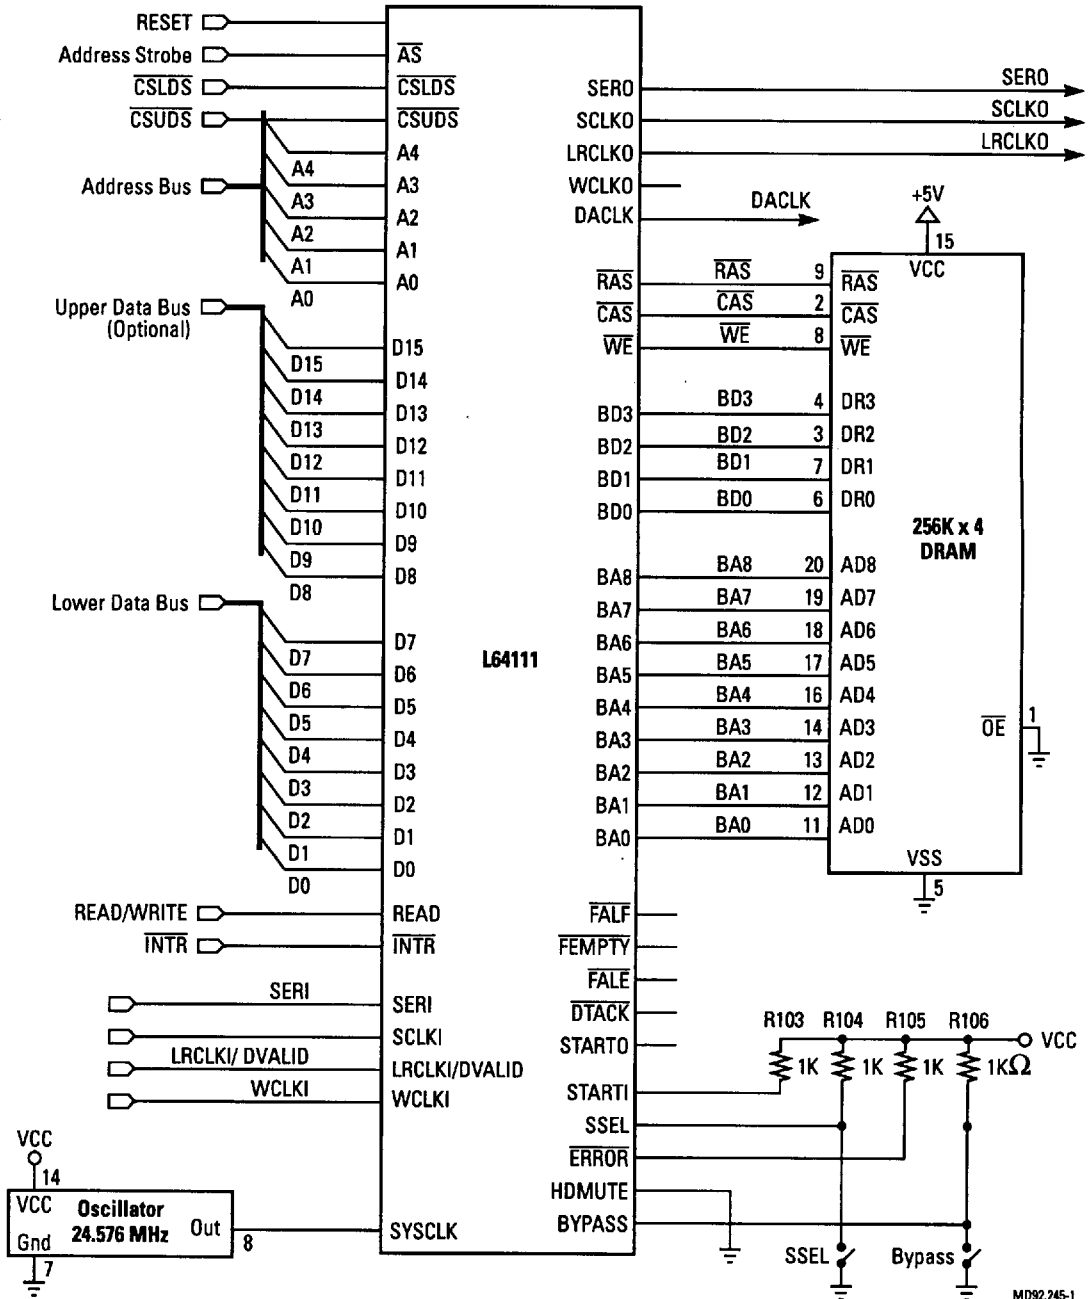 RESET
Address Strobe
AS
CSLDS
CSLDS
CSUDS
CSUDS
A4
A4
Address Bus
A3
A3
A2
A2
A1
A1
A0
A0
Upper Data Bus
(Optional)
D15
D15
D14
D14
D13
D13
D12
D12
D11
D11
D10
D10
D9
D9
D8
D8
Lower Data Bus
D7
D7
D6
D6
D5
D5
D4
D4
D3
D3
D2
D2
D1
D1
D0
D0
READ/WRITE
READ
INTR
INTR
SERI
SERI
SCLKI
LRCLKI/ DVALID
LRCLKI/DVALID
WCLKI
WCLKI
VCC
14
VCC
Oscillator
24.576 MHz
Out
8
Gnd
7
SYSCLK
L64111
SERO
SERO
SCLKO
SCLKO
LRCLKO
LRCLKO
WCLKO
DACLK
DACLK
+5V
15
VCC
RAS
RAS
9
RAS
CAS
CAS
2
CAS
WE
WE
8
WE
BD3
BD3
4
DR3
BD2
BD2
3
DR2
BD1
BD1
7
DR1
BD0
BD0
6
DR0
256K x 4
DRAM
BA8
BA8
20
AD8
BA7
BA7
19
AD7
BA6
BA6
18
AD6
BA5
BA5
17
AD5
BA4
BA4
16
AD4
BA3
BA3
14
AD3
OE
1
BA2
BA2
13
AD2
BA1
BA1
12
AD1
BA0
BA0
11
AD0
VSS
5
FALF
FEMPTY
FALE
DTACK
STARTO
R103
R104
R105
R106
VCC
1K
1K
1K
1KΩ
STARTI
SSEL
ERROR
HDMUTE
BYPASS
SSEL
Bypass
MD92.245-1